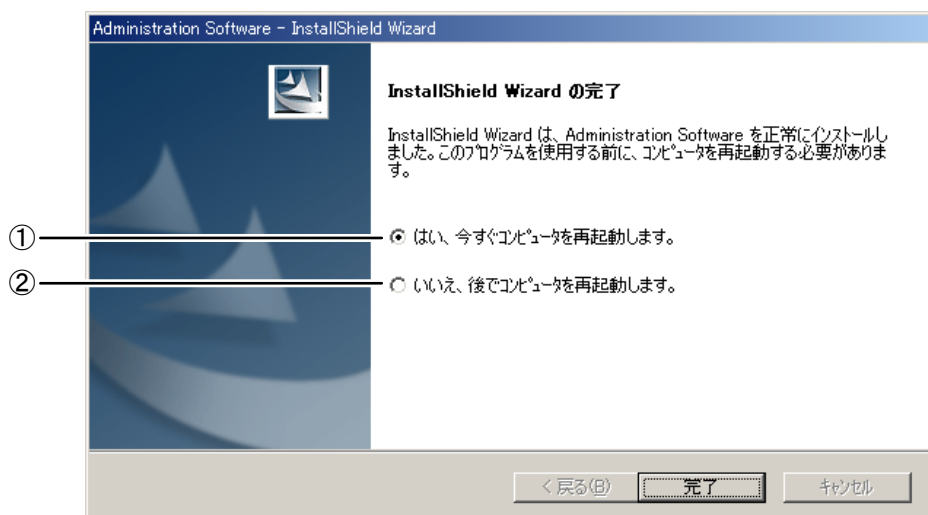 Administration Software - InstallShield Wizard
InstallShield Wizard の完了
InstallShield Wizard は、Administration Software を正常にインストールし
ました。このプログラムを使用する前に、コンピュータを再起動する必要がありま
す。
① はい、今すぐコンピュータを再起動します。
② いいえ、後でコンピュータを再起動します。
< 戻る(B) 完了 キャンセル